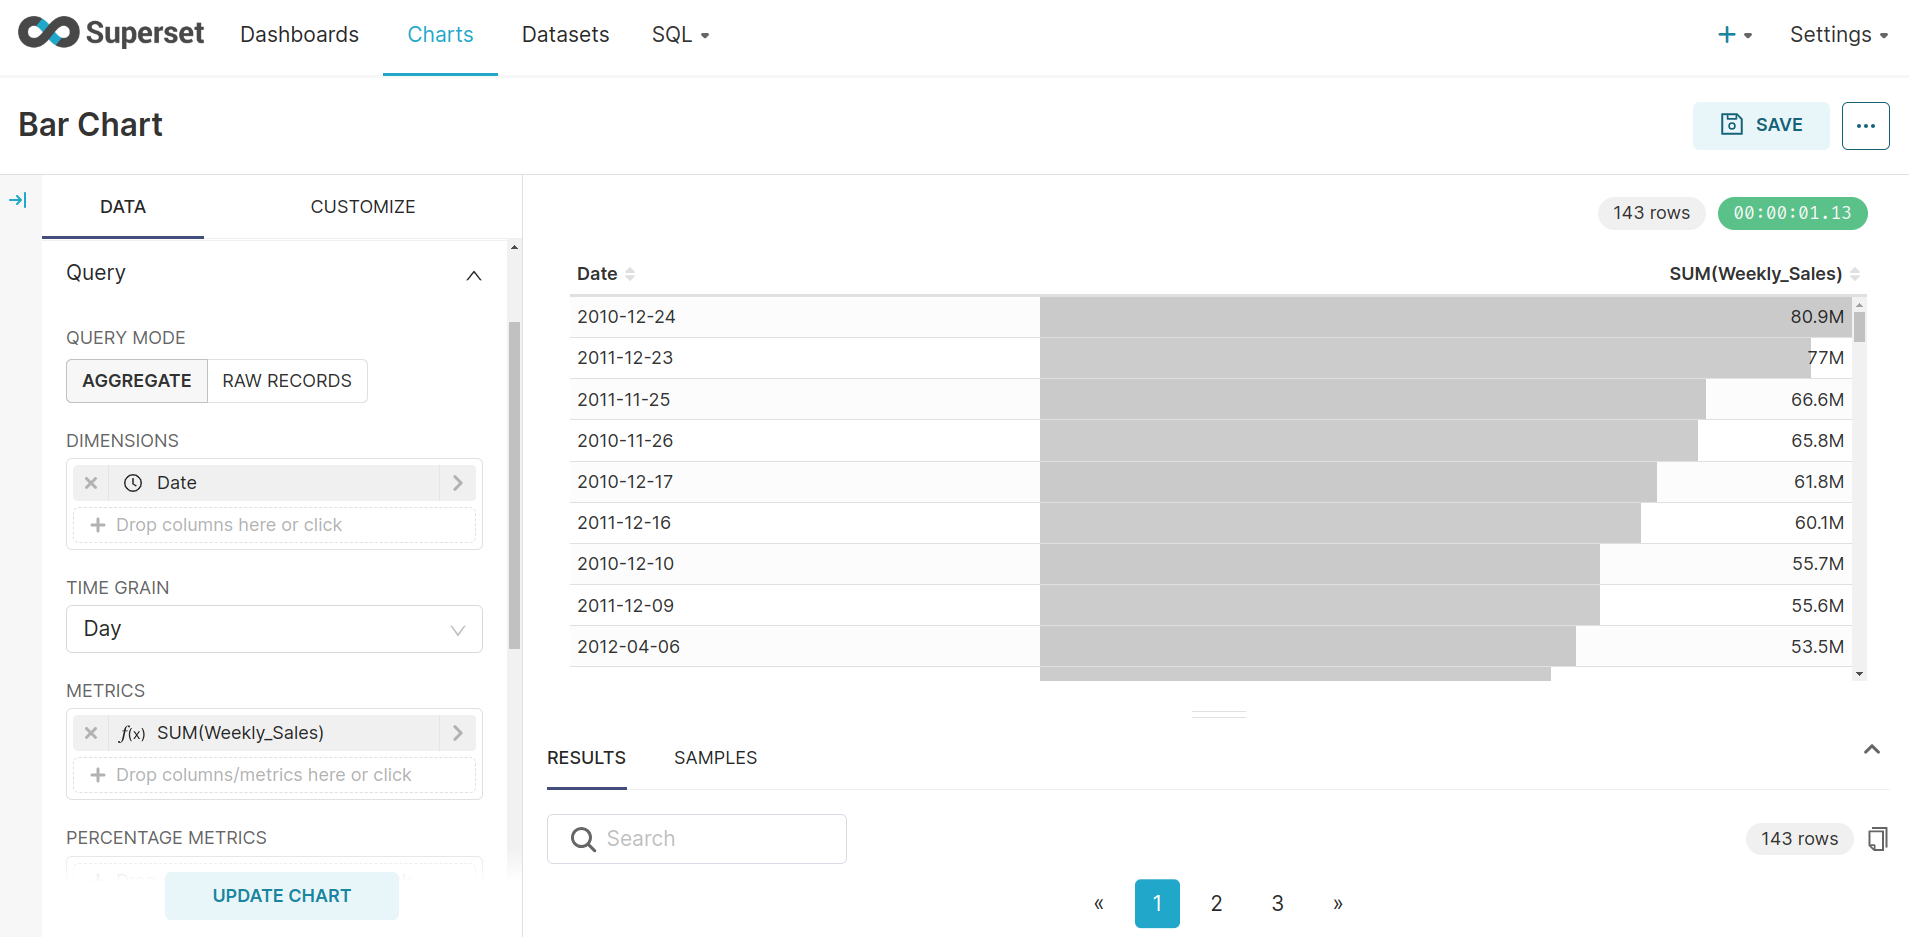 Superset Dashboards Charts Datasets SQL + Settings
Bar Chart
SAVE ...
DATA CUSTOMIZE
143 rows 00:00:01.13
Query
QUERY MODE
AGGREGATE RAW RECORDS
DIMENSIONS
Date
Drop columns here or click
TIME GRAIN
Day
METRICS
f(x) SUM(Weekly_Sales)
Drop columns/metrics here or click
PERCENTAGE METRICS
UPDATE CHART
Date SUM(Weekly_Sales)
2010-12-24 80.9M
2011-12-23 77M
2011-11-25 66.6M
2010-11-26 65.8M
2010-12-17 61.8M
2011-12-16 60.1M
2010-12-10 55.7M
2011-12-09 55.6M
2012-04-06 53.5M
RESULTS SAMPLES
Search
143 rows
« 1 2 3 »